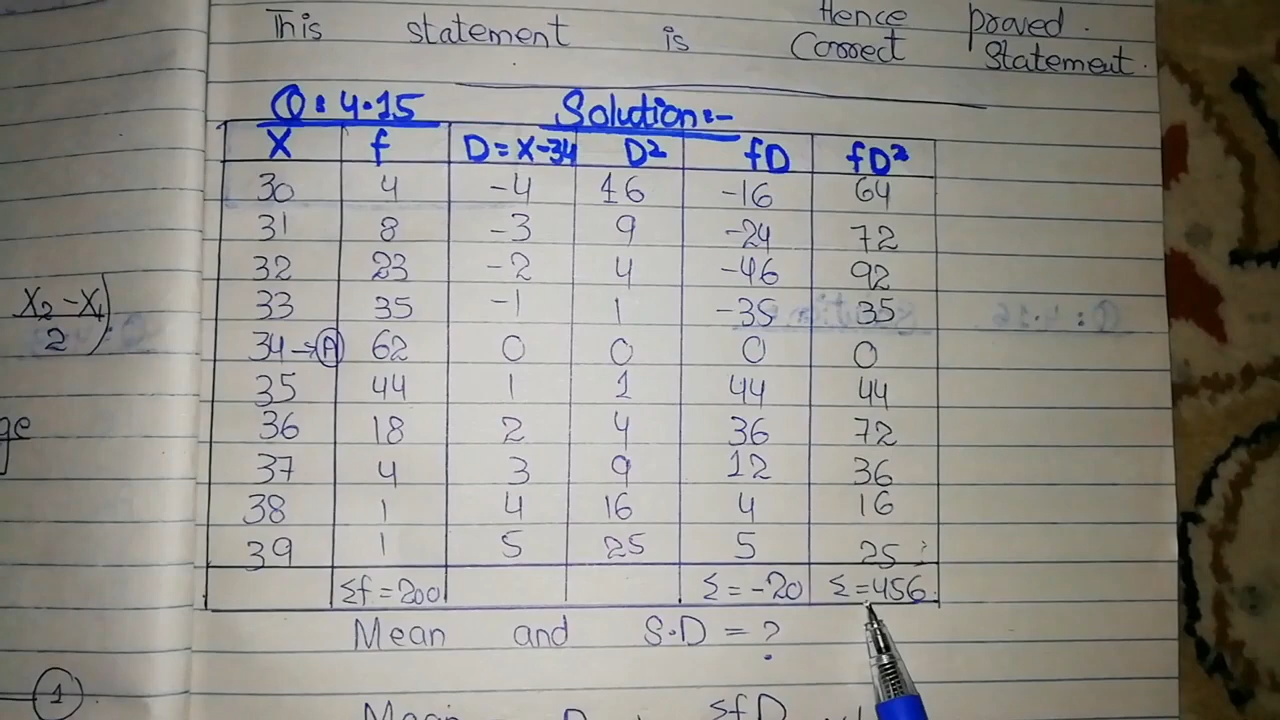 Hence proved.
This statement is Correct Statement.
Q:4.15 Solution:-
X f D=X-34 D² fD fD²
30 4 -4 16 -16 64
31 8 -3 9 -24 72
32 23 -2 4 -46 92
33 35 -1 1 -35 35
34→A 62 0 0 0 0
35 44 1 1 44 44
36 18 2 4 36 72
37 4 3 9 12 36
38 1 4 16 4 16
39 1 5 25 5 25
Σf=200 Σ=-20 Σ=456
Mean and S.D = ?
X₂-X₁)
2
ge
1
Mean ΣfD